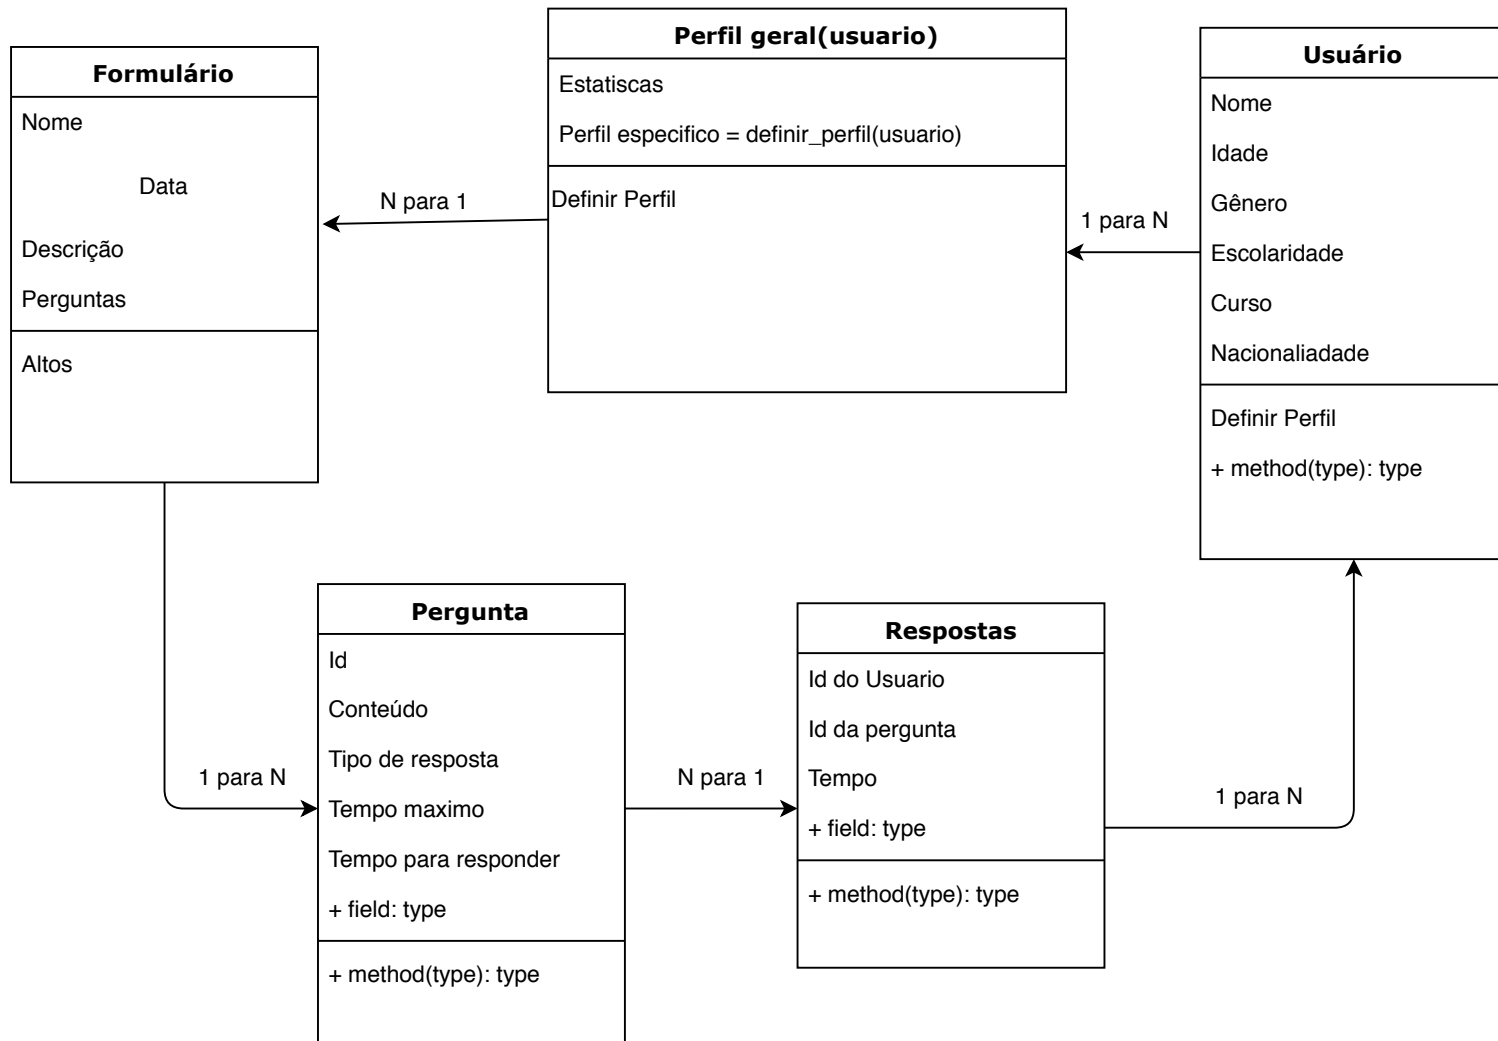 Formulário
Nome
Data
Descrição
Perguntas
Altos
N para 1
Perfil geral(usuario)
Estatiscas
Perfil especifico = definir_perfil(usuario)
Definir Perfil
1 para N
Usuário
Nome
Idade
Gênero
Escolaridade
Curso
Nacionaliadade
Definir Perfil
+ method(type): type
1 para N
Pergunta
Id
Conteúdo
Tipo de resposta
Tempo maximo
Tempo para responder
+ field: type
+ method(type): type
N para 1
Respostas
Id do Usuario
Id da pergunta
Tempo
+ field: type
+ method(type): type
1 para N